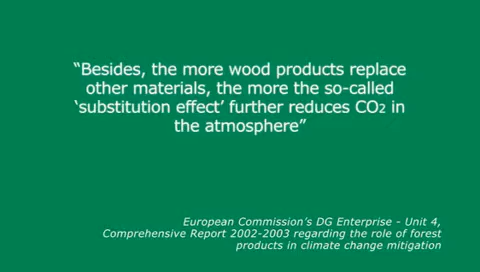 “Besides, the more wood products replace
other materials, the more the so-called
‘substitution effect’ further reduces CO2 in
the atmosphere”
European Commission’s DG Enterprise - Unit 4,
Comprehensive Report 2002-2003 regarding the role of forest
products in climate change mitigation